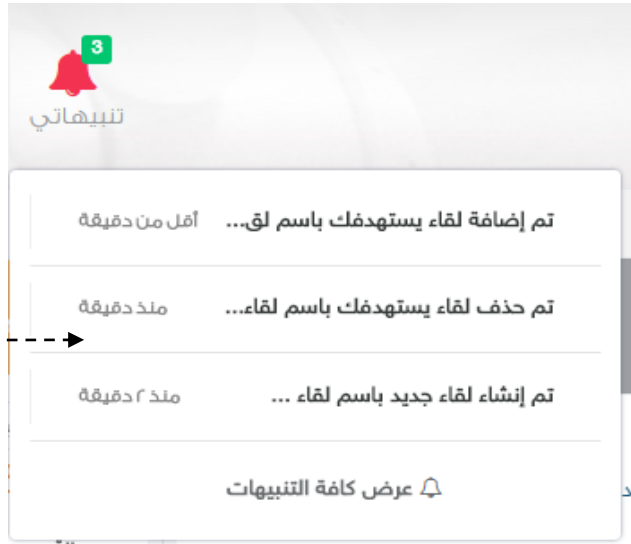 3
تنبيهاتي
تم إضافة لقاء يستهدفك باسم لق... أقل من دقيقة
تم حذف لقاء يستهدفك باسم لقاء... منذ دقيقة
تم إنشاء لقاء جديد باسم لقاء ... منذ ٢ دقيقة
عرض كافة التنبيهات